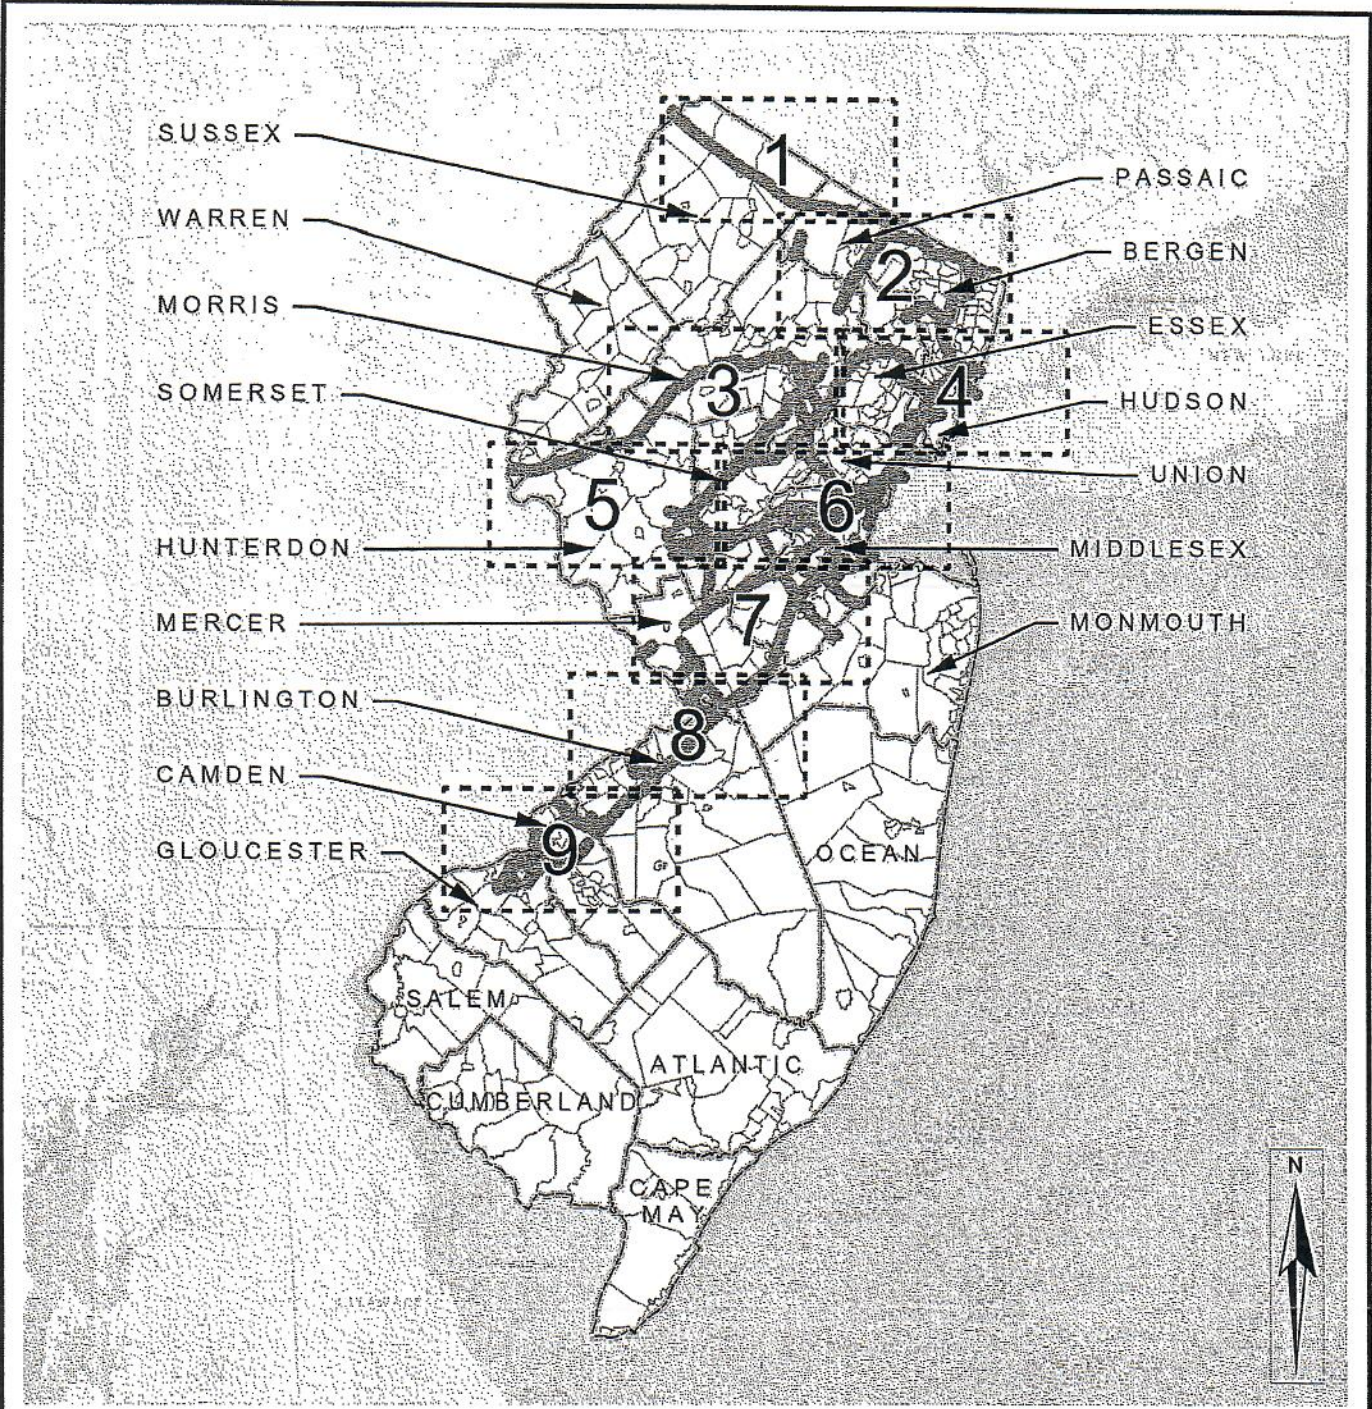 SUSSEX
WARREN
MORRIS
SOMERSET
HUNTERDON
MERCER
BURLINGTON
CAMDEN
GLOUCESTER
1
2
3
4
5
6
7
8
9
PASSAIC
BERGEN
ESSEX
HUDSON
UNION
MIDDLESEX
MONMOUTH
OCEAN
SALEM
ATLANTIC
CUMBERLAND
CAPE
MAY
N